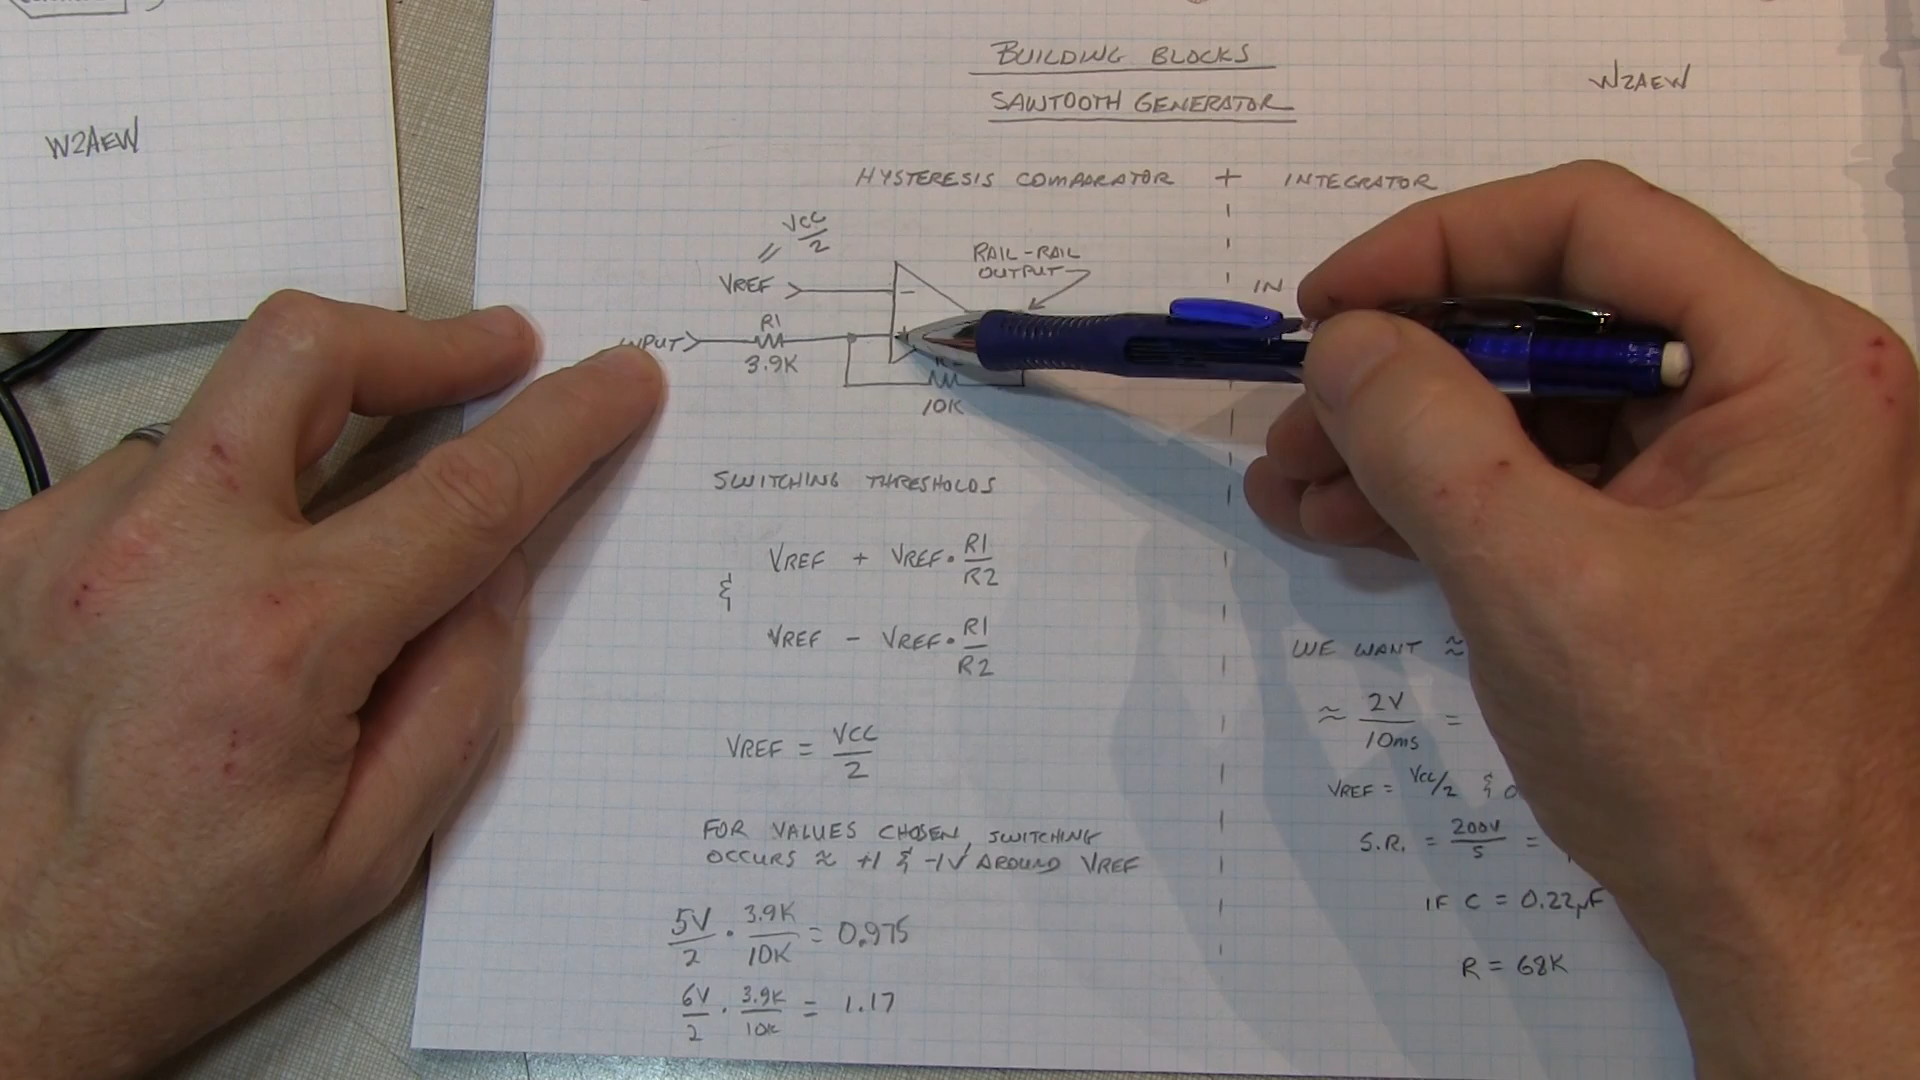 W2AEW
BUILDING BLOCKS
SAWTOOTH GENERATOR
W2AEW
HYSTERESIS COMPARATOR + INTEGRATOR
VCC
2
VREF
RAIL-RAIL
OUTPUT
IN
R1
3.9K
-
10K
SWITCHING THRESHOLDS
VREF + VREF • R1
R2
&
VREF - VREF • R1
R2
VREF = VCC
2
FOR VALUES CHOSEN, SWITCHING
OCCURS ≈ +1 & -1V AROUND VREF
5V
2
· 3.9K
10K
= 0.975
6V
2
· 3.9K
10K
= 1.17
WE WANT ≈
≈ 2V
10ms
=
VREF = VCC/2 &
S.R. = 200V
S
=
IF C = 0.22µF
R = 68K